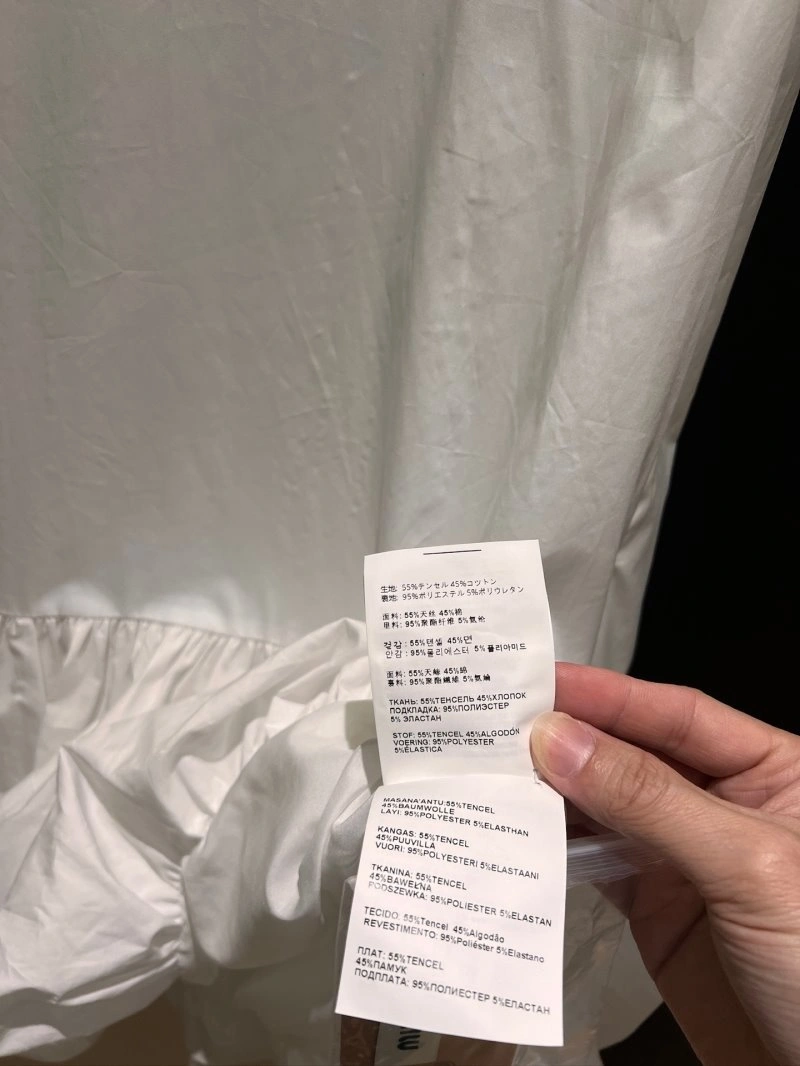 生地: 55%テンセル 45%コットン
裏地: 95%ポリエステル 5%ポリウレタン
面料: 55%天丝 45%棉
里料: 95%聚酯纤维 5%氨纶
겉감: 55%텐셀 45%면
안감: 95%폴리에스터 5%폴리아미드
面料: 55%天絲 45%綿
裏料: 95%聚酯纖維 5%氨綸
ТКАНЬ: 55%ТЕНСЕЛЬ 45%ХЛОПОК
ПОДКЛАДКА: 95%ПОЛИЭСТЕР
5% ЭЛАСТАН
STOF: 55%TENCEL 45%ALGODÓN
VOERING: 95%POLYESTER
5%ELASTICA
MASANA'ANTU:55%TENCEL
45%BAUMWOLLE
LAYI: 95%POLYESTER 5%ELASTHAN
KANGAS: 55%TENCEL
45%PUUVILLA
VUORI: 95%POLYESTERI 5%ELASTAANI
TKANINA: 55%TENCEL
45%BAWEŁNA
PODSZEWKA: 95%POLIESTER 5%ELASTAN
TECIDO: 55%Tencel 45%Algodão
REVESTIMENTO: 95%Poliéster 5%Elastano
ПЛАТ: 55%TENCEL
45%ПАМУК
ПОДПЛАТА: 95%ПОЛИЕСТЕР 5%ЕЛАСТАН